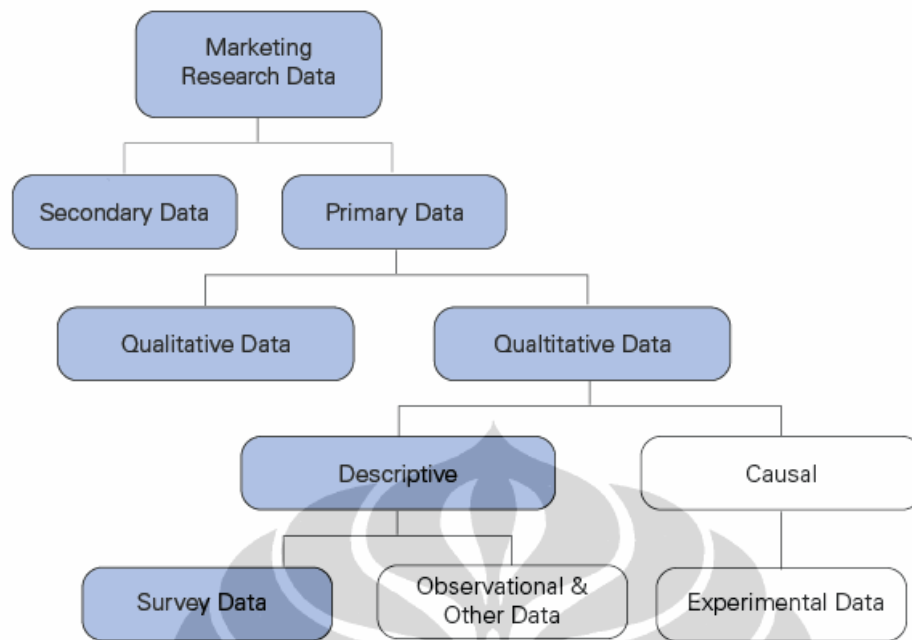 Marketing
Research Data
Secondary Data
Primary Data
Qualitative Data
Qualtitative Data
Descriptive
Causal
Survey Data
Observational &
Other Data
Experimental Data